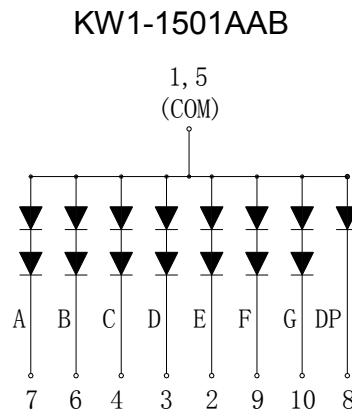 KW1-1501AAB
1,5
(COM)
A B C D E F G DP
7 6 4 3 2 9 10 8